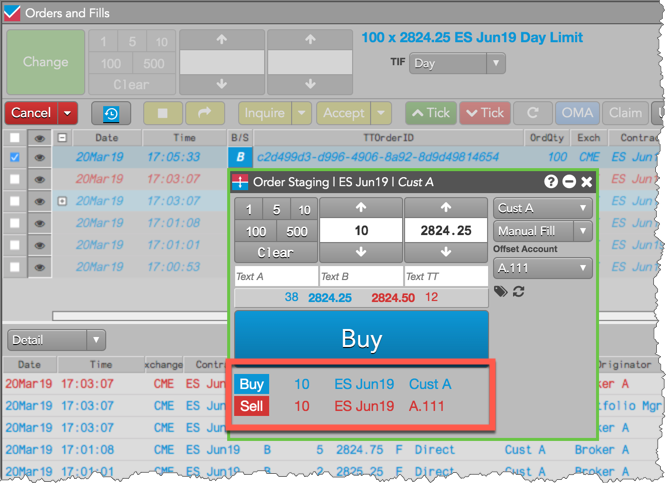 Orders and Fills
Change
1 5 10
100 500
Clear
100 x 2824.25 ES Jun19 Day Limit
TIF Day
Cancel Inquire Accept Tick Tick OMA Claim
Date Time B/S TTOrderID OrdQty Exch Contrac
20Mar19 17:05:33 B c2d499d3-d996-4906-8a92-8d9d49814654 100 CME ES Jun1
20Mar19 17:03:07
20Mar19 17:03:07
20Mar19 17:01:08
20Mar19 17:01:01
20Mar19 17:00:53
Order Staging | ES Jun19 | Cust A
1 5 10
100 500
Clear
10
2824.25
Cust A
Manual Fill
Offset Account
A.111
Text A Text B Text TT
38 2824.25 2824.50 12
Buy
Buy 10 ES Jun19 Cust A
Sell 10 ES Jun19 A.111
Detail
Date Time xchange Contr Originator
20Mar19 17:03:07 CME ES Jun ker A
20Mar19 17:03:07 CME ES Jun tfolio Mgr
20Mar19 17:03:07 CME ES Jun ker A
20Mar19 17:01:08 CME ES Jun19 B 5 2824.75 F Direct Cust A Broker A
20Mar19 17:01:01 CME ES Jun19 B 2 2825.25 F Direct Cust A Broker A